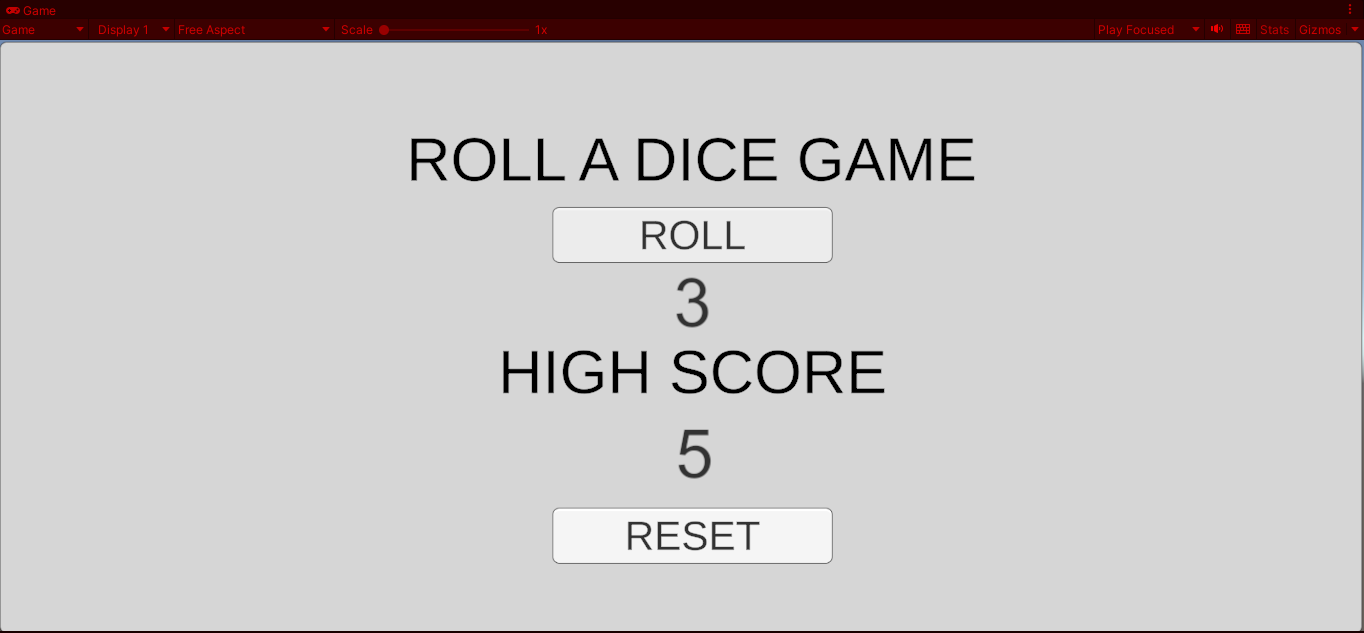 Game
Game Display 1 Free Aspect Scale 1x Play Focused Stats Gizmos
ROLL A DICE GAME
ROLL
3
HIGH SCORE
5
RESET